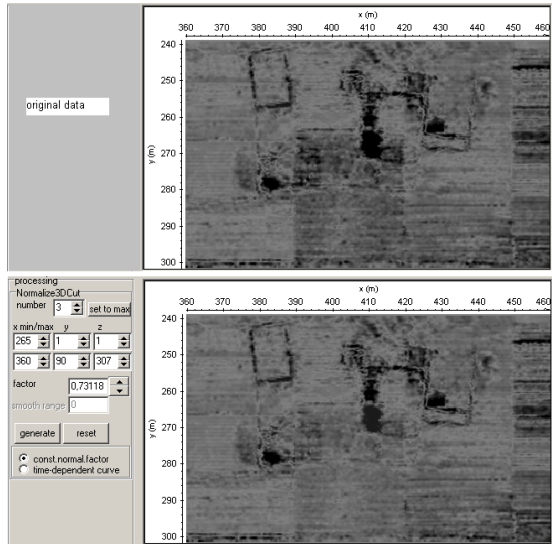 x (m)
360 370 380 390 400 410 420 430 440 450 460
240
250
260
270
280
290
300
y (m)
original data
processing
Normalize3DCut
number 3 set to max
x min/max y z
265 1 1
360 90 307
factor 0,73118
smooth range 0
generate reset
const.normal.factor
time-dependent curve
x (m)
360 370 380 390 400 410 420 430 440 450 460
240
250
260
270
280
290
300
y (m)